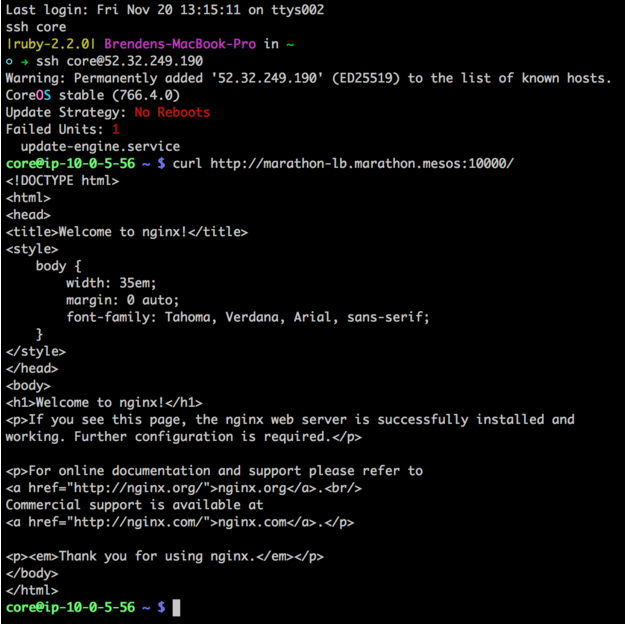 Last login: Fri Nov 20 13:15:11 on ttys002
ssh core
|ruby-2.2.0| Brendens-MacBook-Pro in ~
○ → ssh core@52.32.249.190
Warning: Permanently added '52.32.249.190' (ED25519) to the list of known hosts.
CoreOS stable (766.4.0)
Update Strategy: No Reboots
Failed Units: 1
  update-engine.service
core@ip-10-0-5-56 ~ $ curl http://marathon-lb.marathon.mesos:10000/
<!DOCTYPE html>
<html>
<head>
<title>Welcome to nginx!</title>
<style>
    body {
        width: 35em;
        margin: 0 auto;
        font-family: Tahoma, Verdana, Arial, sans-serif;
    }
</style>
</head>
<body>
<h1>Welcome to nginx!</h1>
<p>If you see this page, the nginx web server is successfully installed and
working. Further configuration is required.</p>

<p>For online documentation and support please refer to
<a href="http://nginx.org/">nginx.org</a>.<br/>
Commercial support is available at
<a href="http://nginx.com/">nginx.com</a>.</p>

<p><em>Thank you for using nginx.</em></p>
</body>
</html>
core@ip-10-0-5-56 ~ $